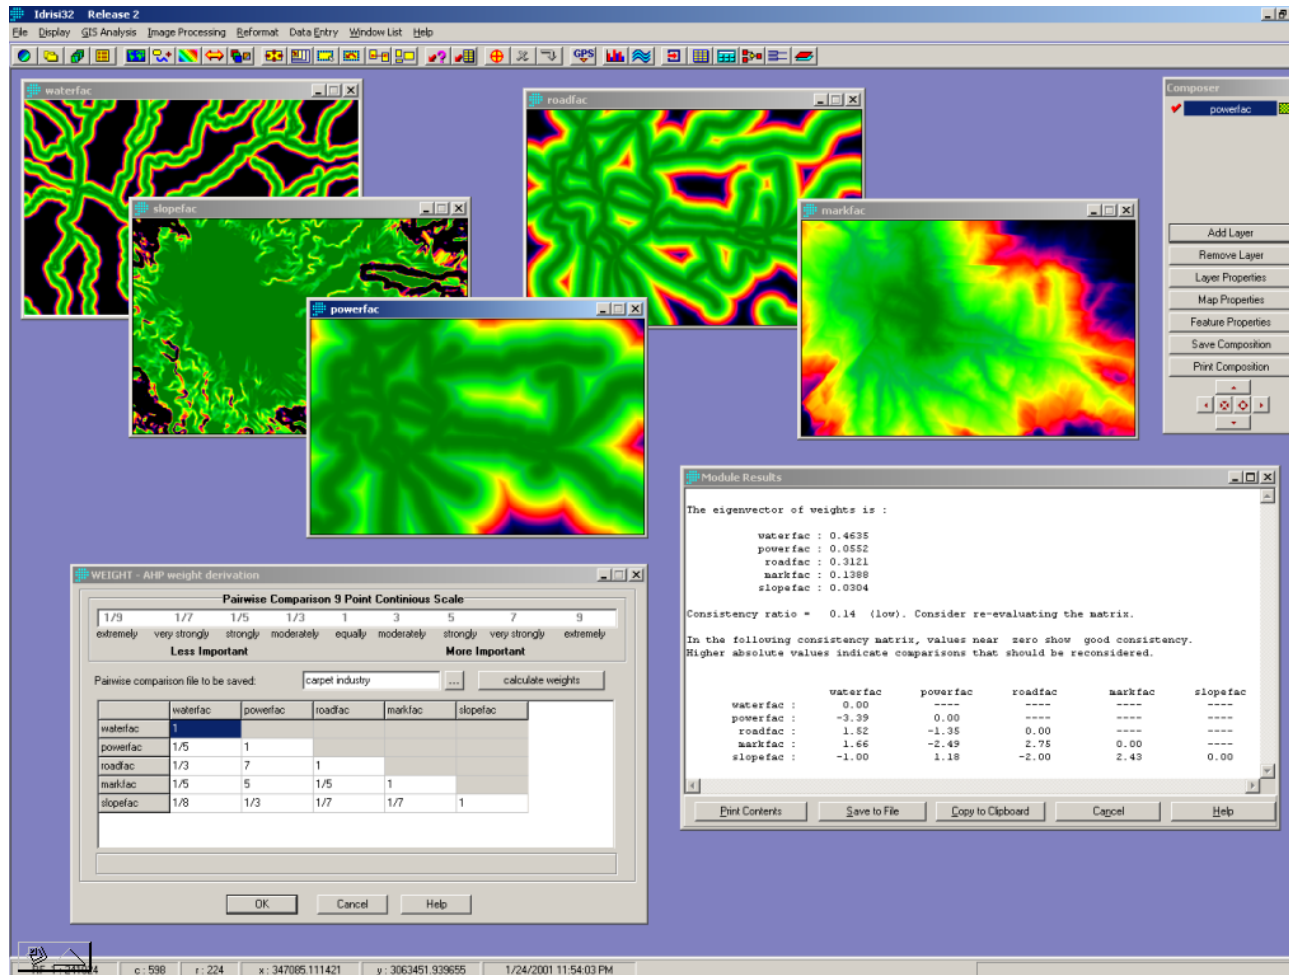 Idrisi32 Release 2
File Display GIS Analysis Image Processing Reformat Data Entry Window List Help
GPS
waterfac
roadfac
slopefac
markfac
powerfac
Composer
powerfac
Add Layer
Remove Layer
Layer Properties
Map Properties
Feature Properties
Save Composition
Print Composition
WEIGHT - AHP weight derivation
Pairwise Comparison 9 Point Continious Scale
1/9 1/7 1/5 1/3 1 3 5 7 9
extremely very strongly strongly moderately equally moderately strongly very strongly extremely
Less Important More Important
Pairwise comparison file to be saved: carpet industry ... calculate weights
waterfac powerfac roadfac markfac slopefac
waterfac 1
powerfac 1/5 1
roadfac 1/3 7 1
markfac 1/5 5 1/5 1
slopefac 1/8 1/3 1/7 1/7 1
OK Cancel Help
Module Results
The eigenvector of weights is :
waterfac : 0.4635
powerfac : 0.0552
roadfac : 0.3121
markfac : 0.1388
slopefac : 0.0304
Consistency ratio = 0.14 (low). Consider re-evaluating the matrix.
In the following consistency matrix, values near zero show good consistency.
Higher absolute values indicate comparisons that should be reconsidered.
waterfac powerfac roadfac markfac slopefac
waterfac : 0.00 ---- ---- ---- ----
powerfac : -3.39 0.00 ---- ---- ----
roadfac : 1.52 -1.35 0.00 ---- ----
markfac : 1.66 -2.49 2.75 0.00 ----
slopefac : -1.00 1.18 -2.00 2.43 0.00
Print Contents Save to File Copy to Clipboard Cancel Help
c : 598 r : 224 x : 347085.111421 y : 3063451.939655 1/24/2001 11:54:03 PM